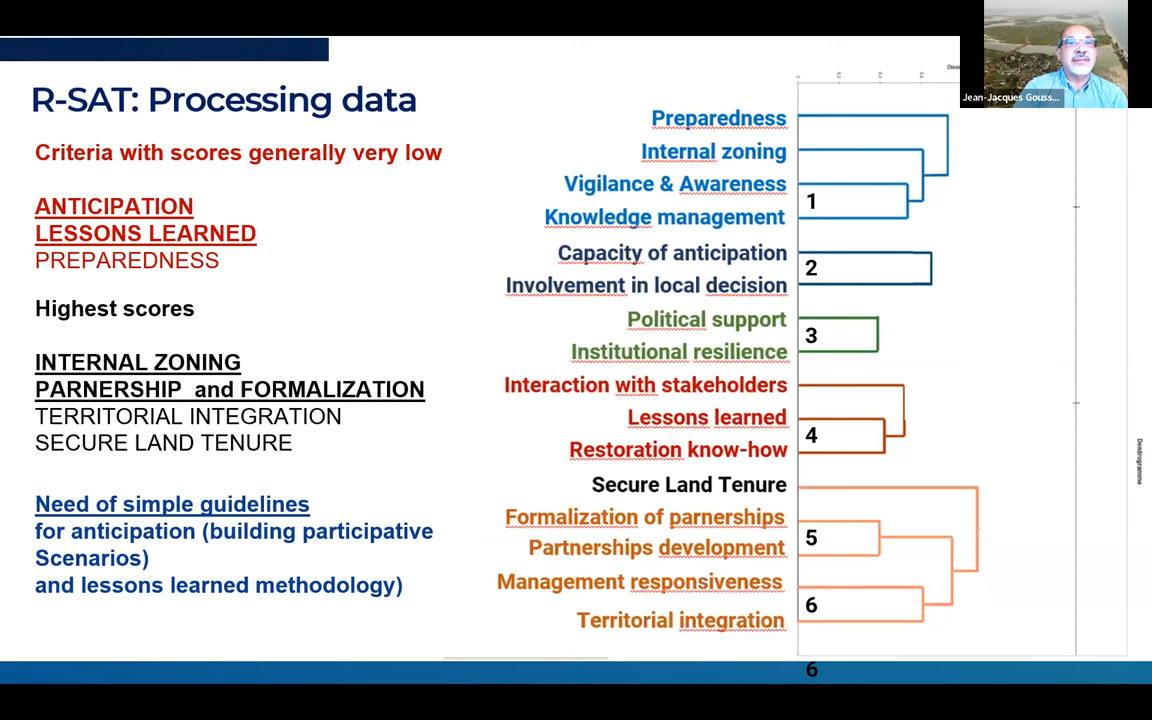 R-SAT: Processing data
Criteria with scores generally very low
ANTICIPATION
LESSONS LEARNED
PREPAREDNESS
Highest scores
INTERNAL ZONING
PARNERSHIP and FORMALIZATION
TERRITORIAL INTEGRATION
SECURE LAND TENURE
Need of simple guidelines
for anticipation (building participative
Scenarios)
and lessons learned methodology)
Preparedness
Internal zoning
Vigilance & Awareness
Knowledge management
1
Capacity of anticipation
Involvement in local decision
2
Political support
Institutional resilience
3
Interaction with stakeholders
Lessons learned
Restoration know-how
4
Secure Land Tenure
Formalization of parnerships
Partnerships development
5
Management responsiveness
Territorial integration
6
6
Dendrogramme
Jean-Jacques Gouss...